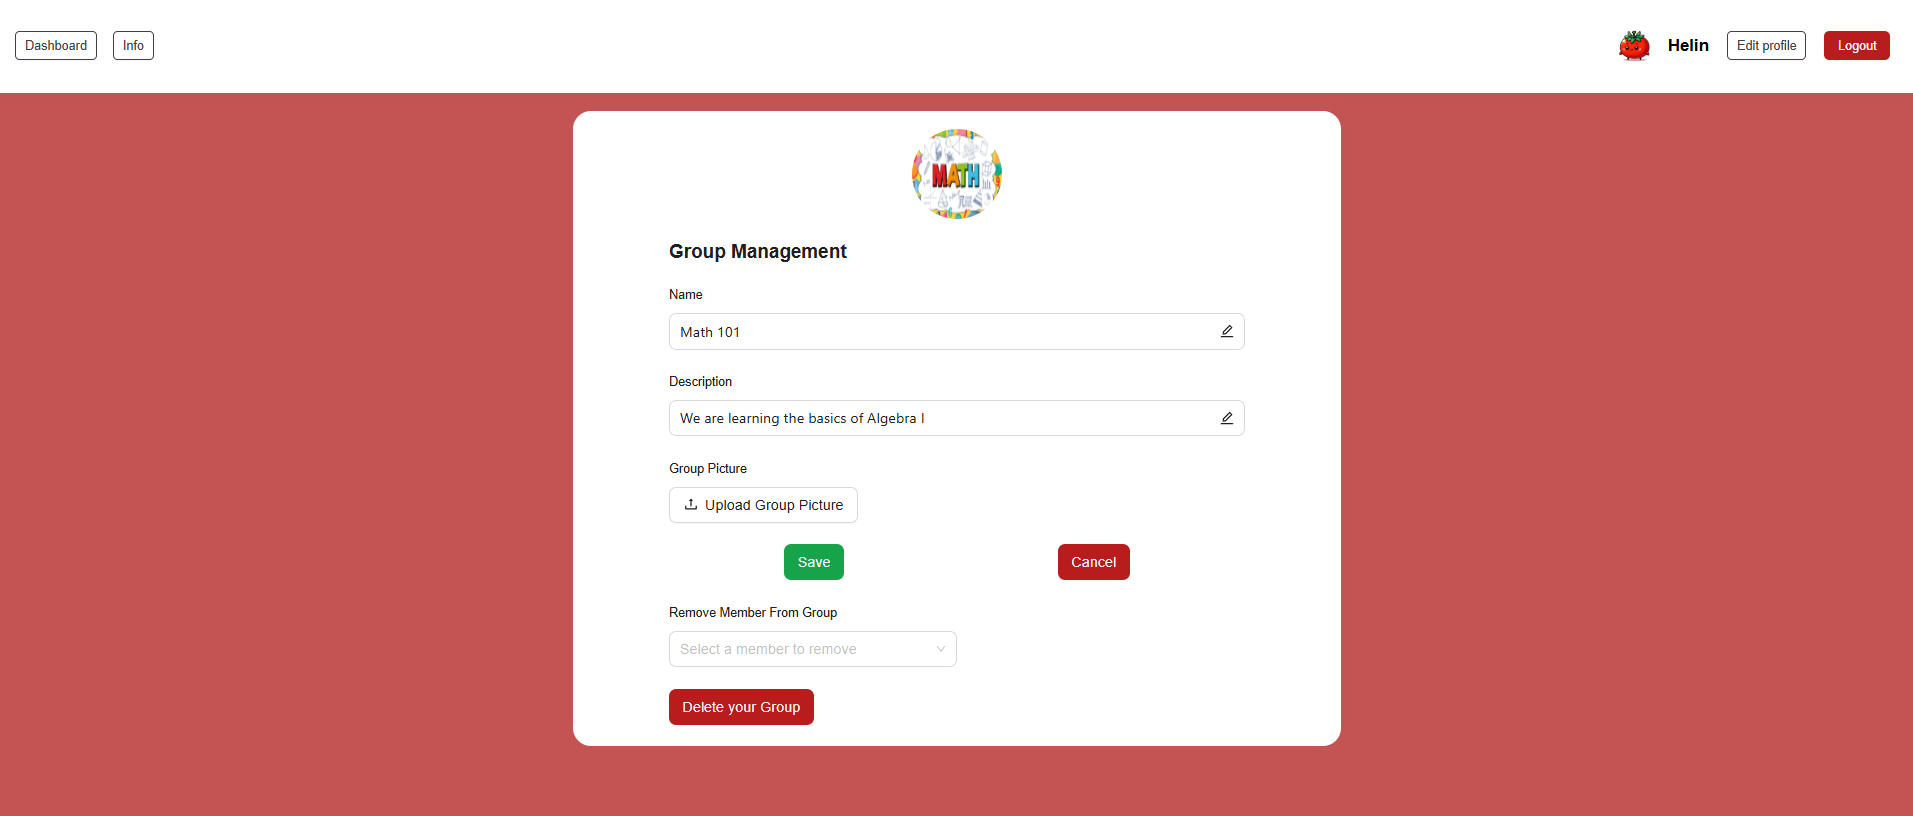 Dashboard Info Helin Edit profile Logout
MATH
Group Management
Name
Math 101
Description
We are learning the basics of Algebra I
Group Picture
Upload Group Picture
Save Cancel
Remove Member From Group
Select a member to remove
Delete your Group